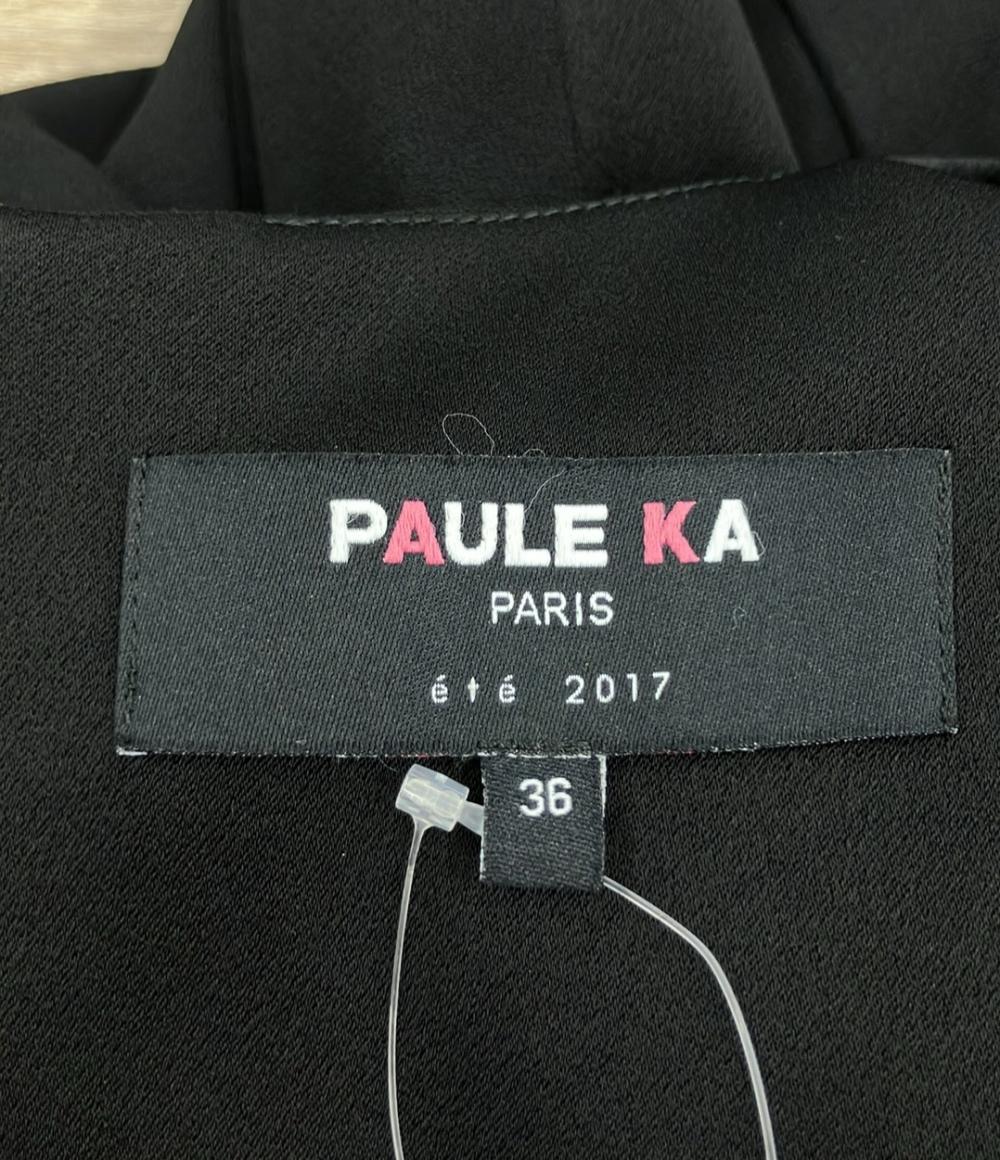 PAULE KA
PARIS
été 2017
36